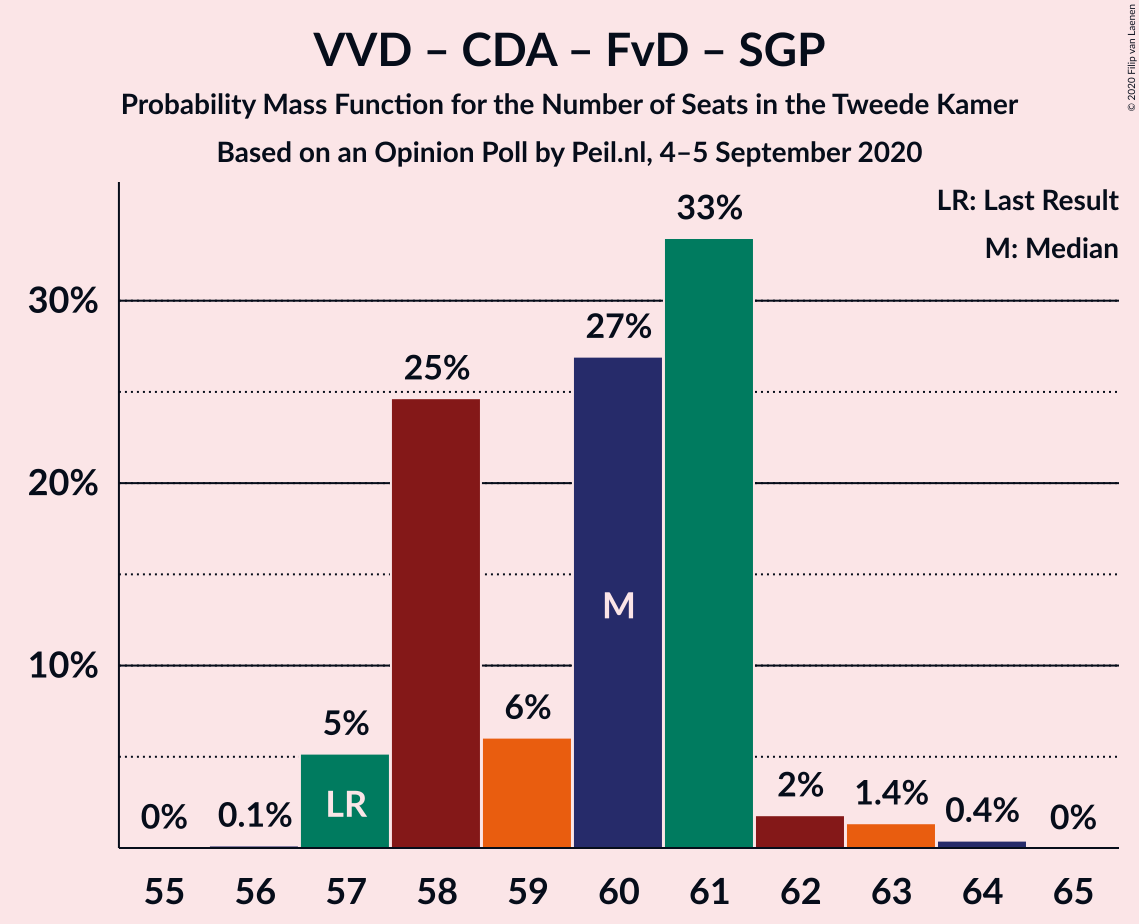 VVD – CDA – FvD – SGP
Probability Mass Function for the Number of Seats in the Tweede Kamer
Based on an Opinion Poll by Peil.nl, 4–5 September 2020
© 2020 Filip van Laenen
LR: Last Result
M: Median
33%
30%
27%
25%
20%
10%
6%
5%
2%
1.4%
0.4%
0%
0.1%
0%
M
LR
55 56 57 58 59 60 61 62 63 64 65